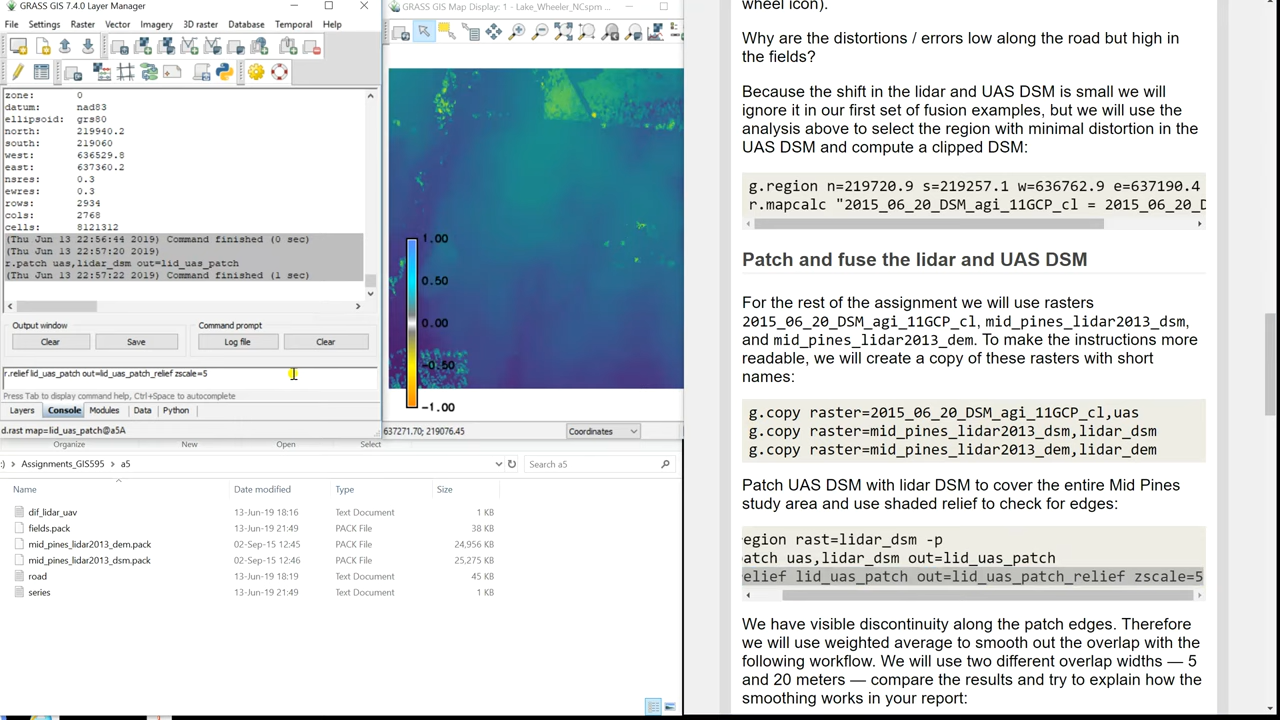 GRASS GIS 7.4.0 Layer Manager
File Settings Raster Vector Imagery 3D raster Database Temporal Help
zone: 0
datum: nad83
ellipsoid: grs80
north: 219940.2
south: 219060
west: 636529.8
east: 637360.2
nsres: 0.3
ewres: 0.3
rows: 2934
cols: 2768
cells: 8121312
(Thu Jun 13 22:56:44 2019) Command finished (0 sec)
(Thu Jun 13 22:57:20 2019)
r.patch uas,lidar_dsm out=lid_uas_patch
(Thu Jun 13 22:57:22 2019) Command finished (1 sec)
Output window Command prompt
Clear Save Log file Clear
r.relief lid_uas_patch out=lid_uas_patch_relief zscale=5
Press Tab to display command help, Ctrl+Space to autocomplete
Layers Console Modules Data Python
d.rast map=lid_uas_patch@a5A
GRASS GIS Map Display: 1 - Lake_Wheeler_NCspm
1.00
0.50
0.00
-0.50
-1.00
637271.70; 219076.45 Coordinates
Organize New Open Select
Assignments_GIS595 > a5 Search a5
Name Date modified Type Size
dif_lidar_uav 13-Jun-19 18:16 Text Document 1 KB
fields.pack 13-Jun-19 21:49 PACK File 38 KB
mid_pines_lidar2013_dem.pack 02-Sep-15 12:45 PACK File 24,956 KB
mid_pines_lidar2013_dsm.pack 02-Sep-15 12:46 PACK File 25,275 KB
road 13-Jun-19 18:19 Text Document 45 KB
series 13-Jun-19 21:49 Text Document 1 KB
wheel icon).
Why are the distortions / errors low along the road but high in
the fields?
Because the shift in the lidar and UAS DSM is small we will
ignore it in our first set of fusion examples, but we will use the
analysis above to select the region with minimal distortion in the
UAS DSM and compute a clipped DSM:
g.region n=219720.9 s=219257.1 w=636762.9 e=637190.4
r.mapcalc "2015_06_20_DSM_agi_11GCP_cl = 2015_06_20_D
Patch and fuse the lidar and UAS DSM
For the rest of the assignment we will use rasters
2015_06_20_DSM_agi_11GCP_cl, mid_pines_lidar2013_dsm,
and mid_pines_lidar2013_dem. To make the instructions more
readable, we will create a copy of these rasters with short
names:
g.copy raster=2015_06_20_DSM_agi_11GCP_cl,uas
g.copy raster=mid_pines_lidar2013_dsm,lidar_dsm
g.copy raster=mid_pines_lidar2013_dem,lidar_dem
Patch UAS DSM with lidar DSM to cover the entire Mid Pines
study area and use shaded relief to check for edges:
egion rast=lidar_dsm -p
atch uas,lidar_dsm out=lid_uas_patch
elief lid_uas_patch out=lid_uas_patch_relief zscale=5
We have visible discontinuity along the patch edges. Therefore
we will use weighted average to smooth out the overlap with the
following workflow. We will use two different overlap widths — 5
and 20 meters — compare the results and try to explain how the
smoothing works in your report: